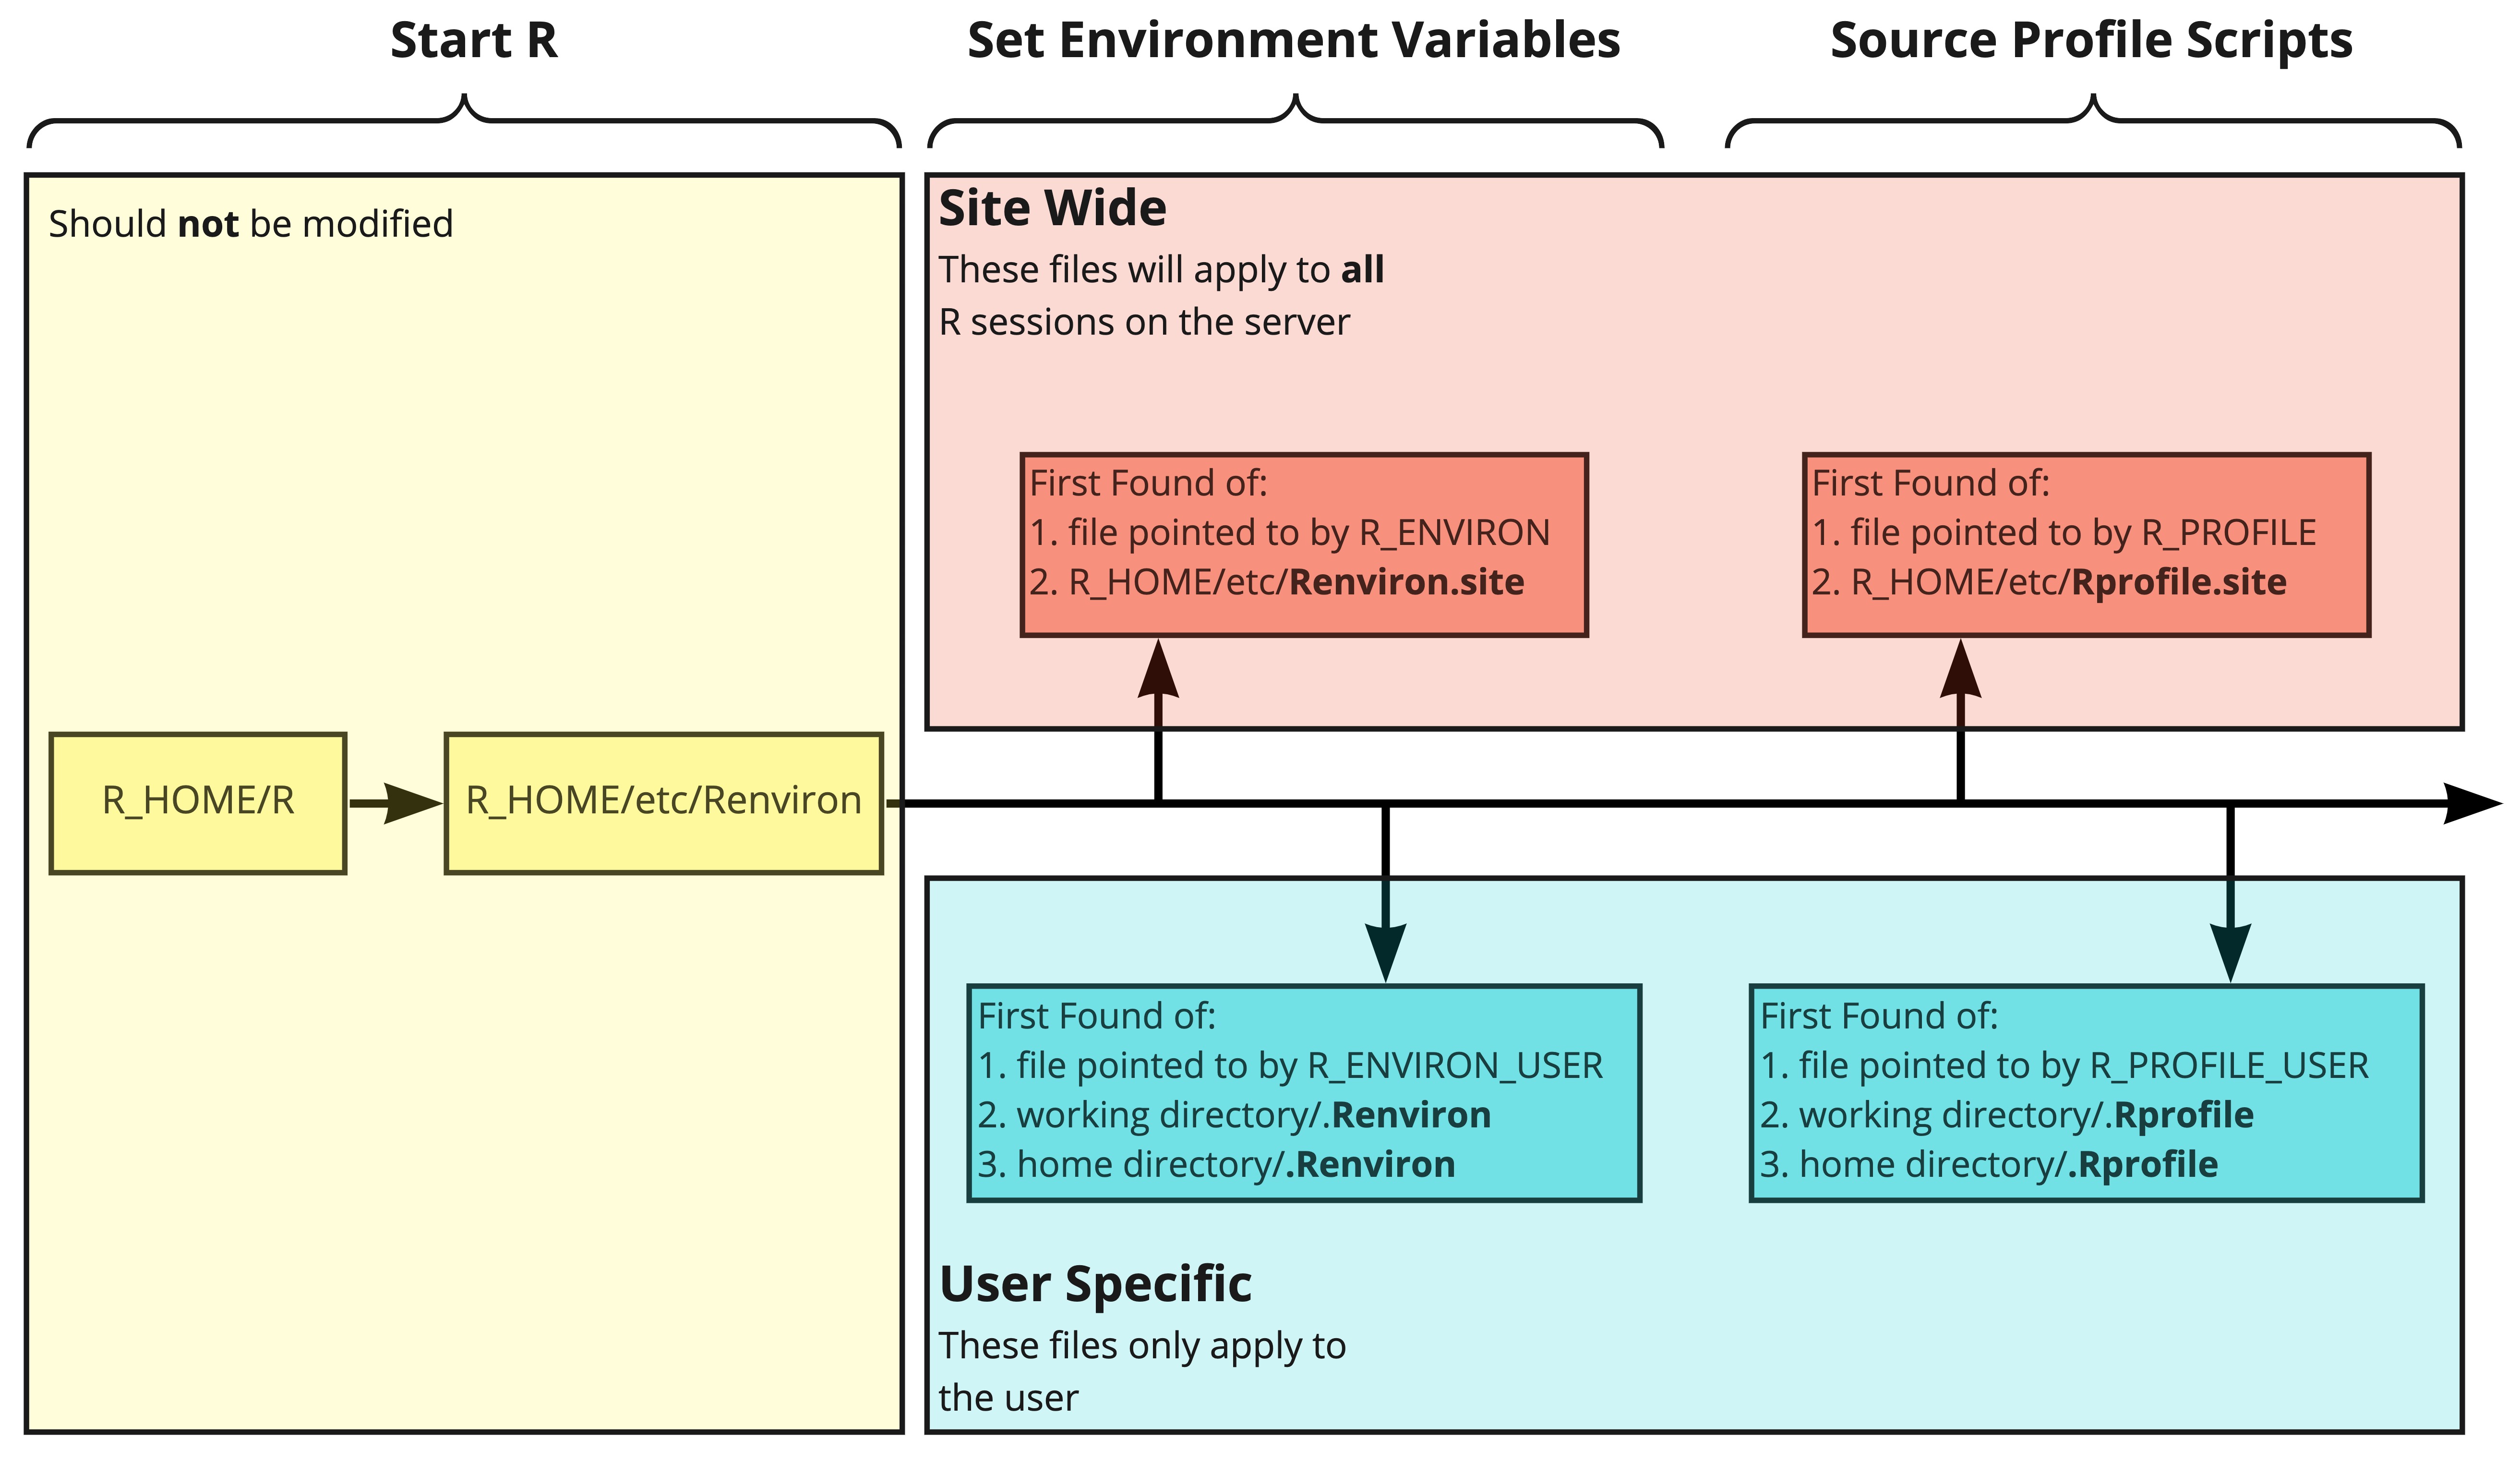 Start R
Set Environment Variables
Source Profile Scripts
Should not be modified
R_HOME/R
R_HOME/etc/Renviron
Site Wide
These files will apply to all
R sessions on the server
First Found of:
1. file pointed to by R_ENVIRON
2. R_HOME/etc/Renviron.site
First Found of:
1. file pointed to by R_PROFILE
2. R_HOME/etc/Rprofile.site
First Found of:
1. file pointed to by R_ENVIRON_USER
2. working directory/.Renviron
3. home directory/.Renviron
First Found of:
1. file pointed to by R_PROFILE_USER
2. working directory/.Rprofile
3. home directory/.Rprofile
User Specific
These files only apply to
the user